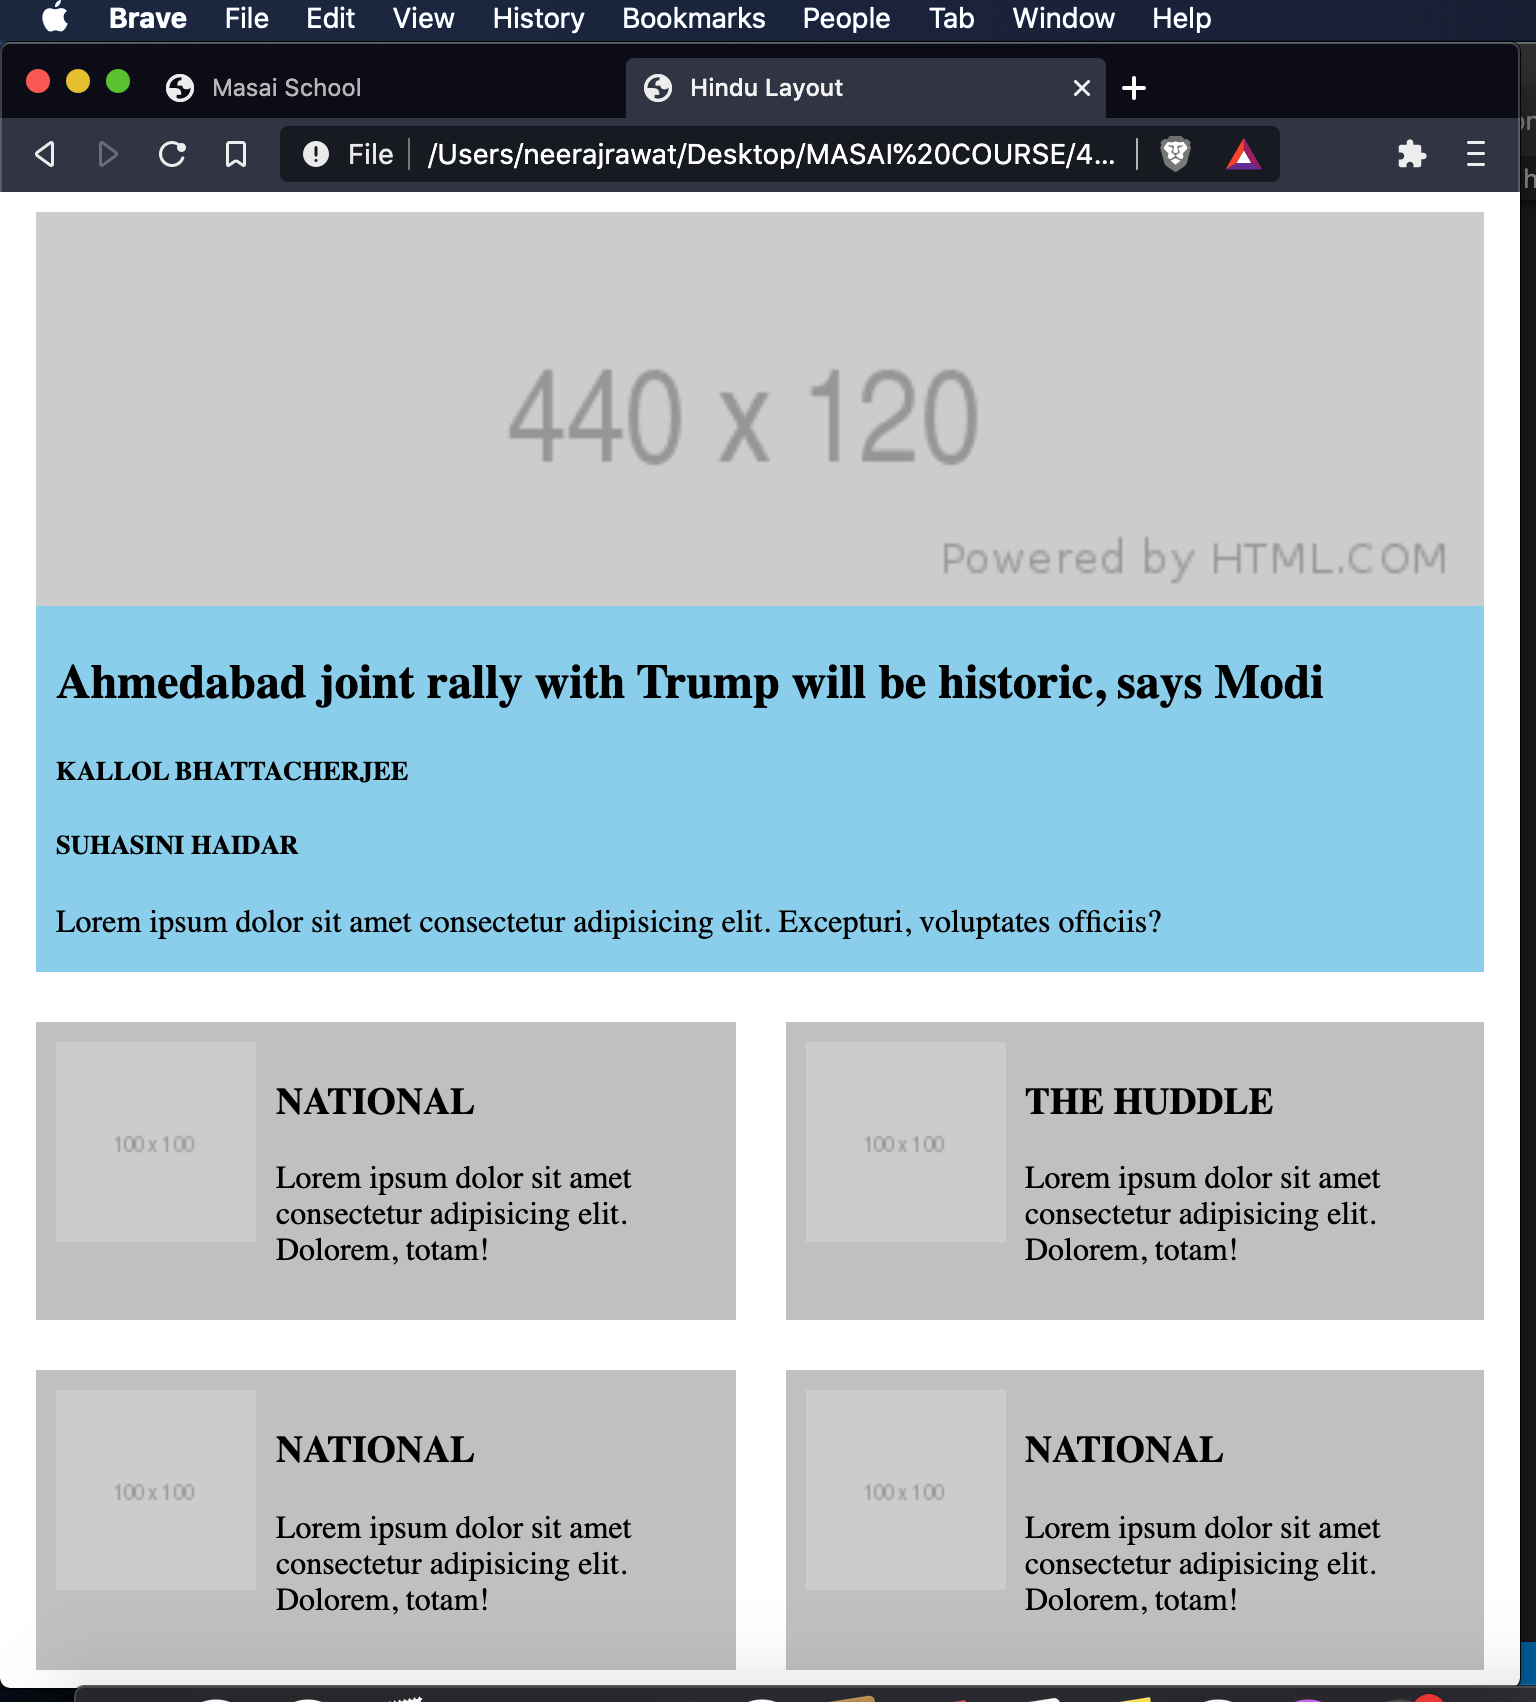 Brave File Edit View History Bookmarks People Tab Window Help
Masai School
Hindu Layout
File /Users/neerajrawat/Desktop/MASAI%20COURSE/4...
440 x 120
Powered by HTML.COM
Ahmedabad joint rally with Trump will be historic, says Modi
KALLOL BHATTACHERJEE
SUHASINI HAIDAR
Lorem ipsum dolor sit amet consectetur adipisicing elit. Excepturi, voluptates officiis?
100 x 100
NATIONAL
Lorem ipsum dolor sit amet
consectetur adipisicing elit.
Dolorem, totam!
100 x 100
THE HUDDLE
Lorem ipsum dolor sit amet
consectetur adipisicing elit.
Dolorem, totam!
100 x 100
NATIONAL
Lorem ipsum dolor sit amet
consectetur adipisicing elit.
Dolorem, totam!
100 x 100
NATIONAL
Lorem ipsum dolor sit amet
consectetur adipisicing elit.
Dolorem, totam!